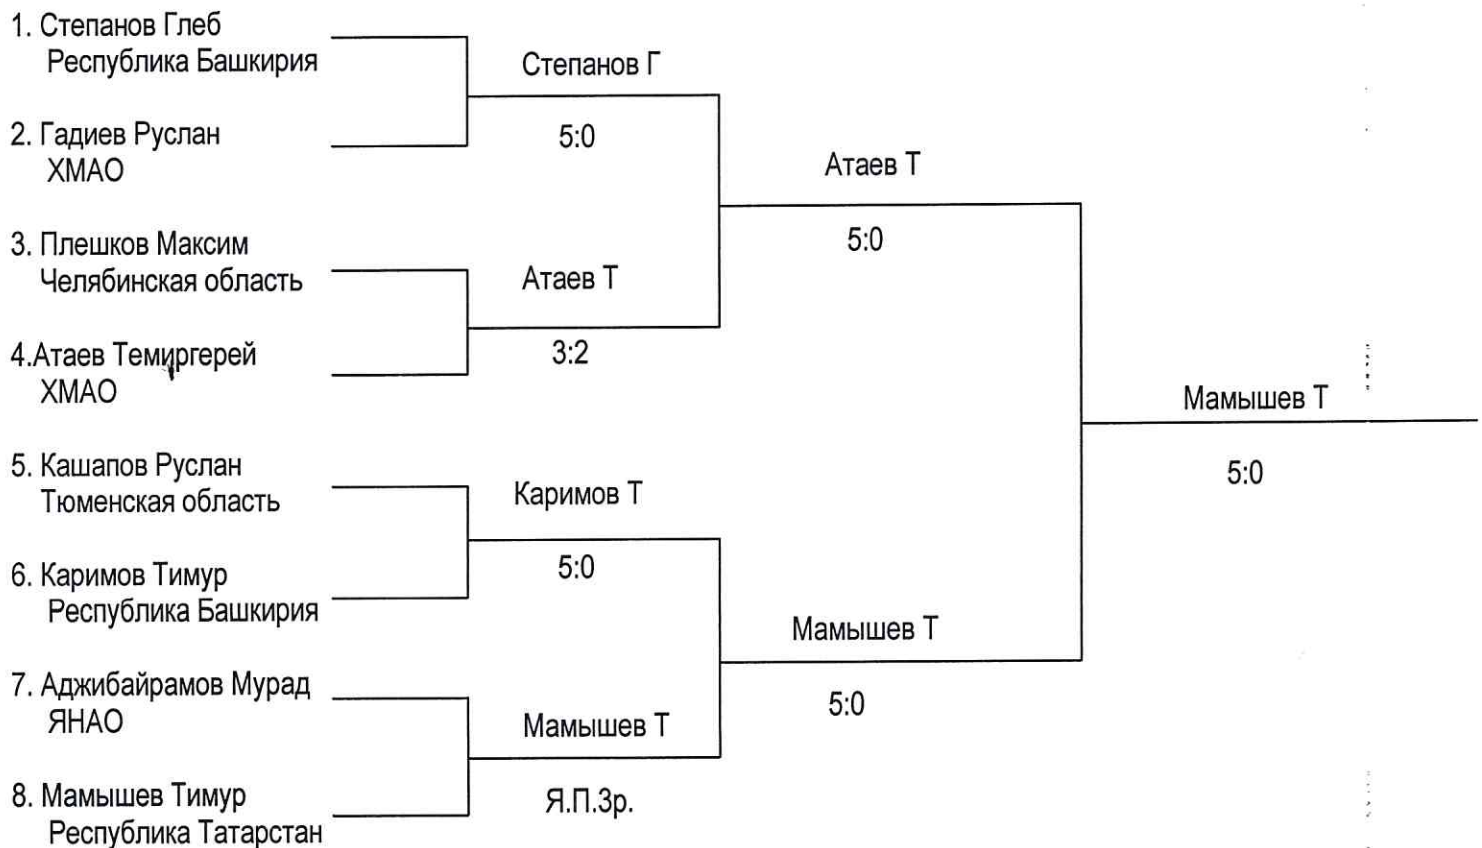 1. Степанов Глеб
Республика Башкирия
2. Гадиев Руслан
ХМАО
3. Плешков Максим
Челябинская область
4.Атаев Темиргерей
ХМАО
5. Кашапов Руслан
Тюменская область
6. Каримов Тимур
Республика Башкирия
7. Аджибайрамов Мурад
ЯНАО
8. Мамышев Тимур
Республика Татарстан
Степанов Г
5:0
Атаев Т
3:2
Каримов Т
5:0
Мамышев Т
Я.П.3р.
Атаев Т
5:0
Мамышев Т
5:0
Мамышев Т
5:0